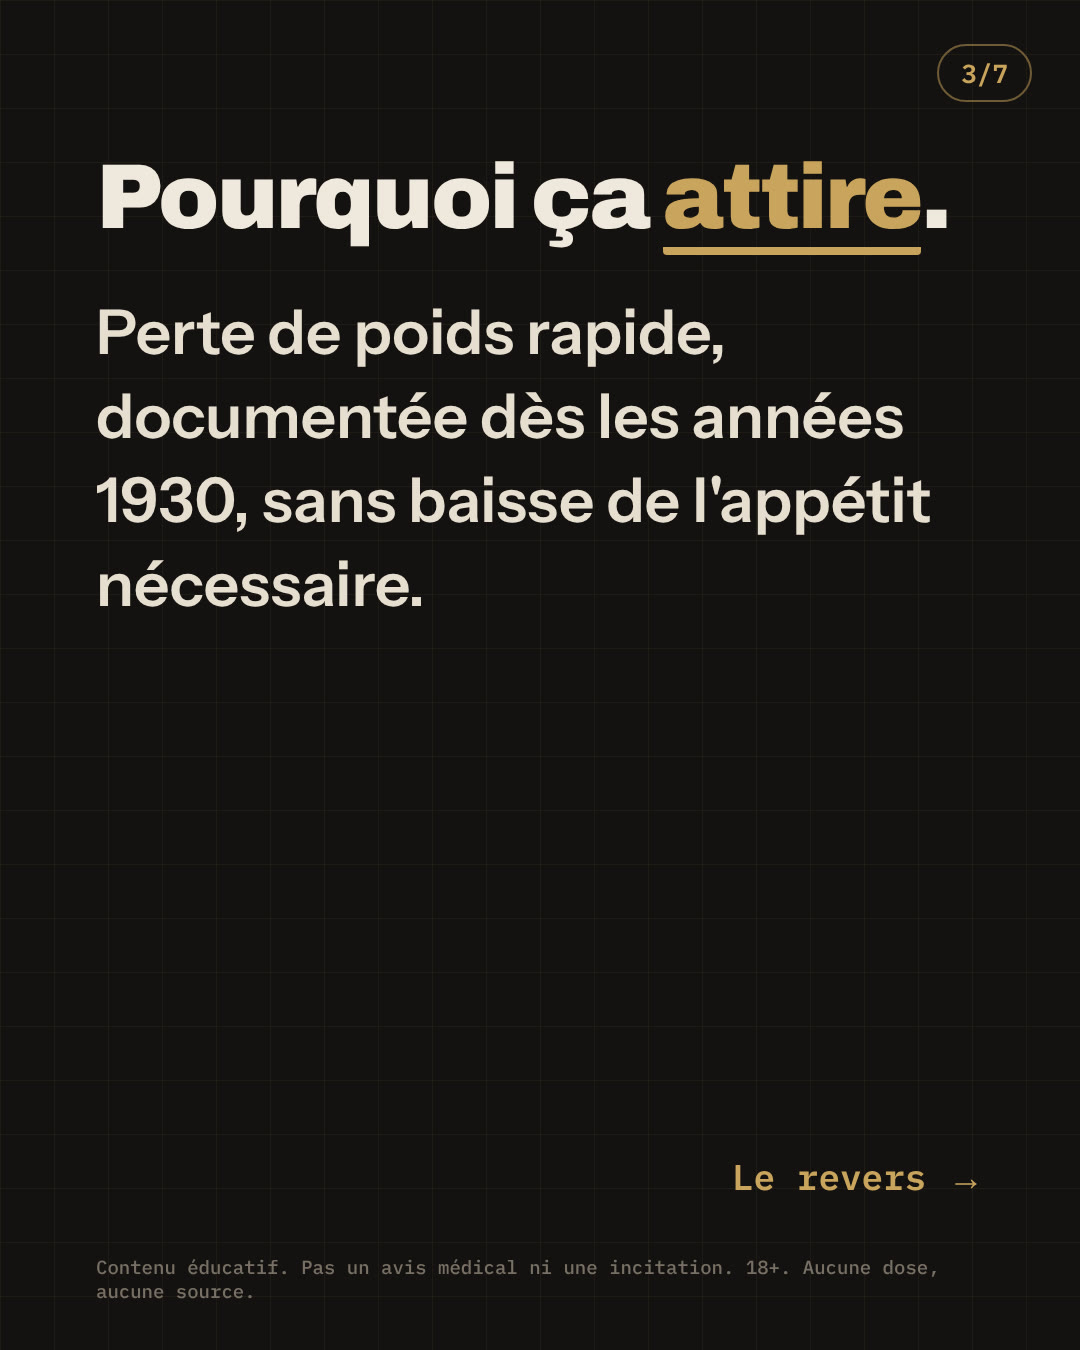 3/7
Pourquoi ça attire.
Perte de poids rapide,
documentée dès les années
1930, sans baisse de l'appétit
nécessaire.
Le revers →
Contenu éducatif. Pas un avis médical ni une incitation. 18+. Aucune dose,
aucune source.